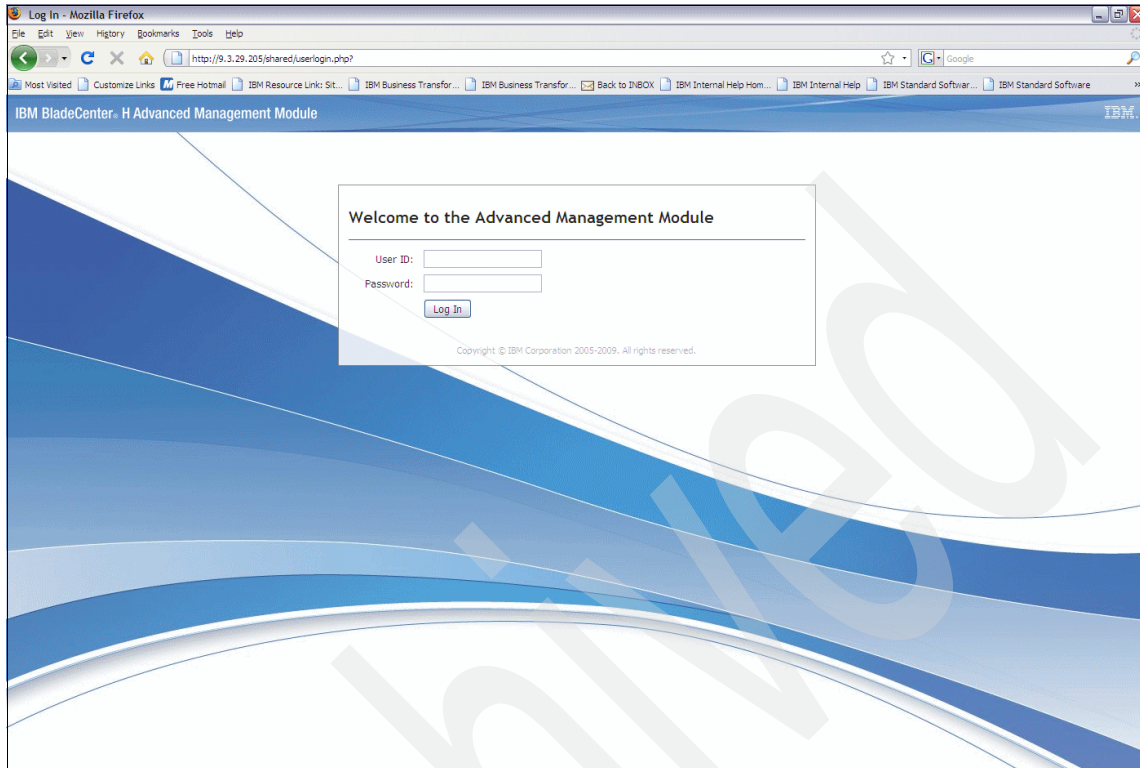 Log In - Mozilla Firefox
File Edit View History Bookmarks Tools Help
http://9.3.29.205/shared/userlogin.php?
G Google
Most Visited Customize Links Free Hotmail IBM Resource Link: Sit... IBM Business Transfor... IBM Business Transfor... Back to INBOX IBM Internal Help Hom... IBM Internal Help IBM Standard Softwar... IBM Standard Software »
IBM BladeCenter® H Advanced Management Module IBM.
Welcome to the Advanced Management Module
User ID:
Password:
Log In
Copyright © IBM Corporation 2005-2009. All rights reserved.
hived